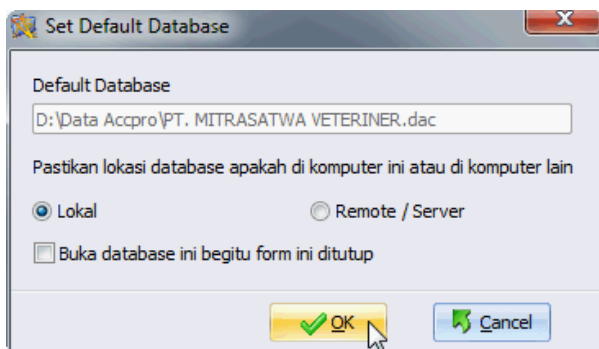 Set Default Database
Default Database
D:\Data Accpro\PT. MITRASATWA VETERINER.dac
Pastikan lokasi database apakah di komputer ini atau di komputer lain
Lokal
Remote / Server
Buka database ini begitu form ini ditutup
OK
Cancel